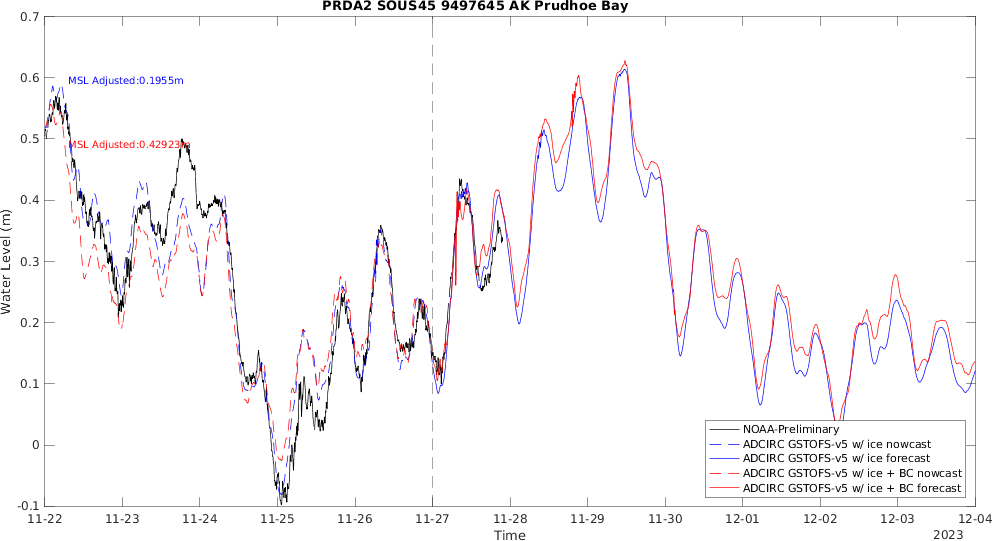 PRDA2 SOUS45 9497645 AK Prudhoe Bay
0.7
0.6
0.5
0.4
0.3
0.2
0.1
0
-0.1
Water Level (m)
MSL Adjusted:0.1955m
MSL Adjusted:0.42923m
NOAA-Preliminary
ADCIRC GSTOFS-v5 w/ ice nowcast
ADCIRC GSTOFS-v5 w/ ice forecast
ADCIRC GSTOFS-v5 w/ ice + BC nowcast
ADCIRC GSTOFS-v5 w/ ice + BC forecast
11-22 11-23 11-24 11-25 11-26 11-27 11-28 11-29 11-30 12-01 12-02 12-03 12-04
Time
2023